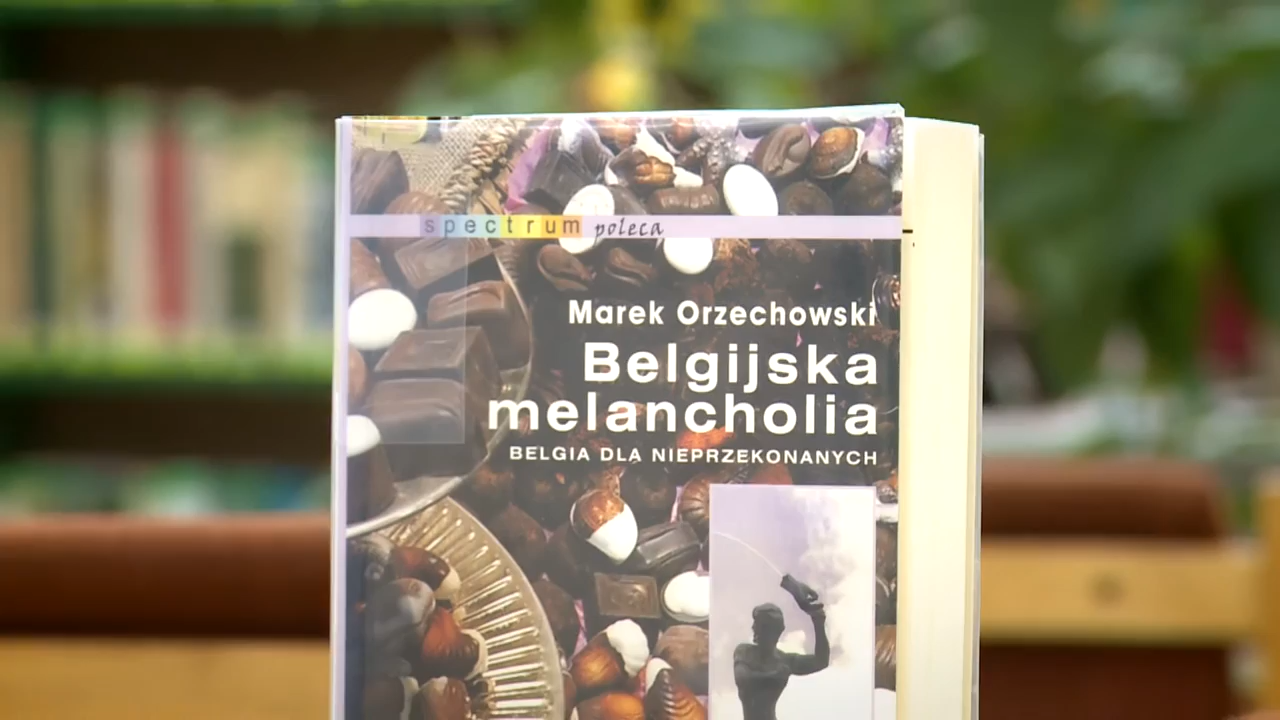 spectrum poleca
Marek Orzechowski
Belgijska
melancholia
BELGIA DLA NIEPRZEKONANYCH